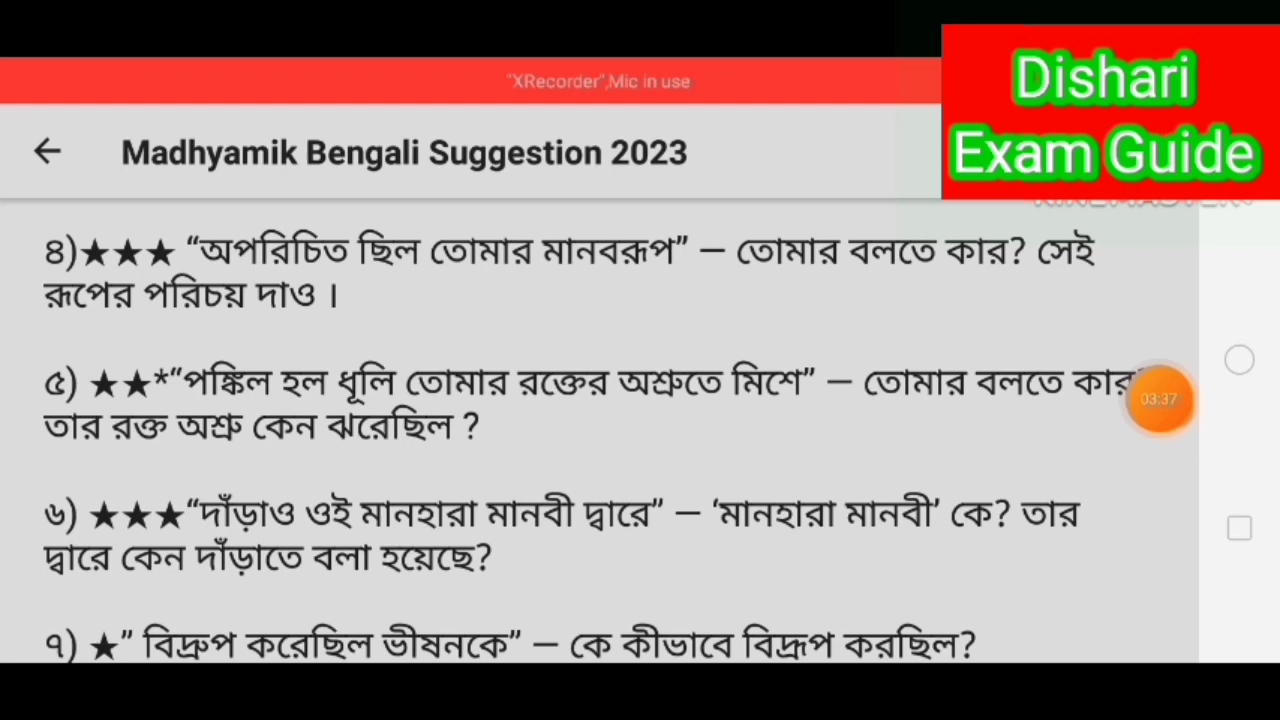 "XRecorder",Mic in use
Dishari
Exam Guide
← Madhyamik Bengali Suggestion 2023
৪)★★★ “অপরিচিত ছিল তোমার মানবরূপ” – তোমার বলতে কার? সেই
রূপের পরিচয় দাও ।
৫) ★★*“পঙ্কিল হল ধূলি তোমার রক্তের অশ্রুতে মিশে” – তোমার বলতে কার
03:37
তার রক্ত অশ্রু কেন ঝরেছিল ?
৬) ★★★“দাঁড়াও ওই মানহারা মানবী দ্বারে” – ‘মানহারা মানবী’ কে? তার
দ্বারে কেন দাঁড়াতে বলা হয়েছে?
৭) ★” বিদ্রুপ করেছিল ভীষনকে” – কে কীভাবে বিদ্রূপ করছিল?